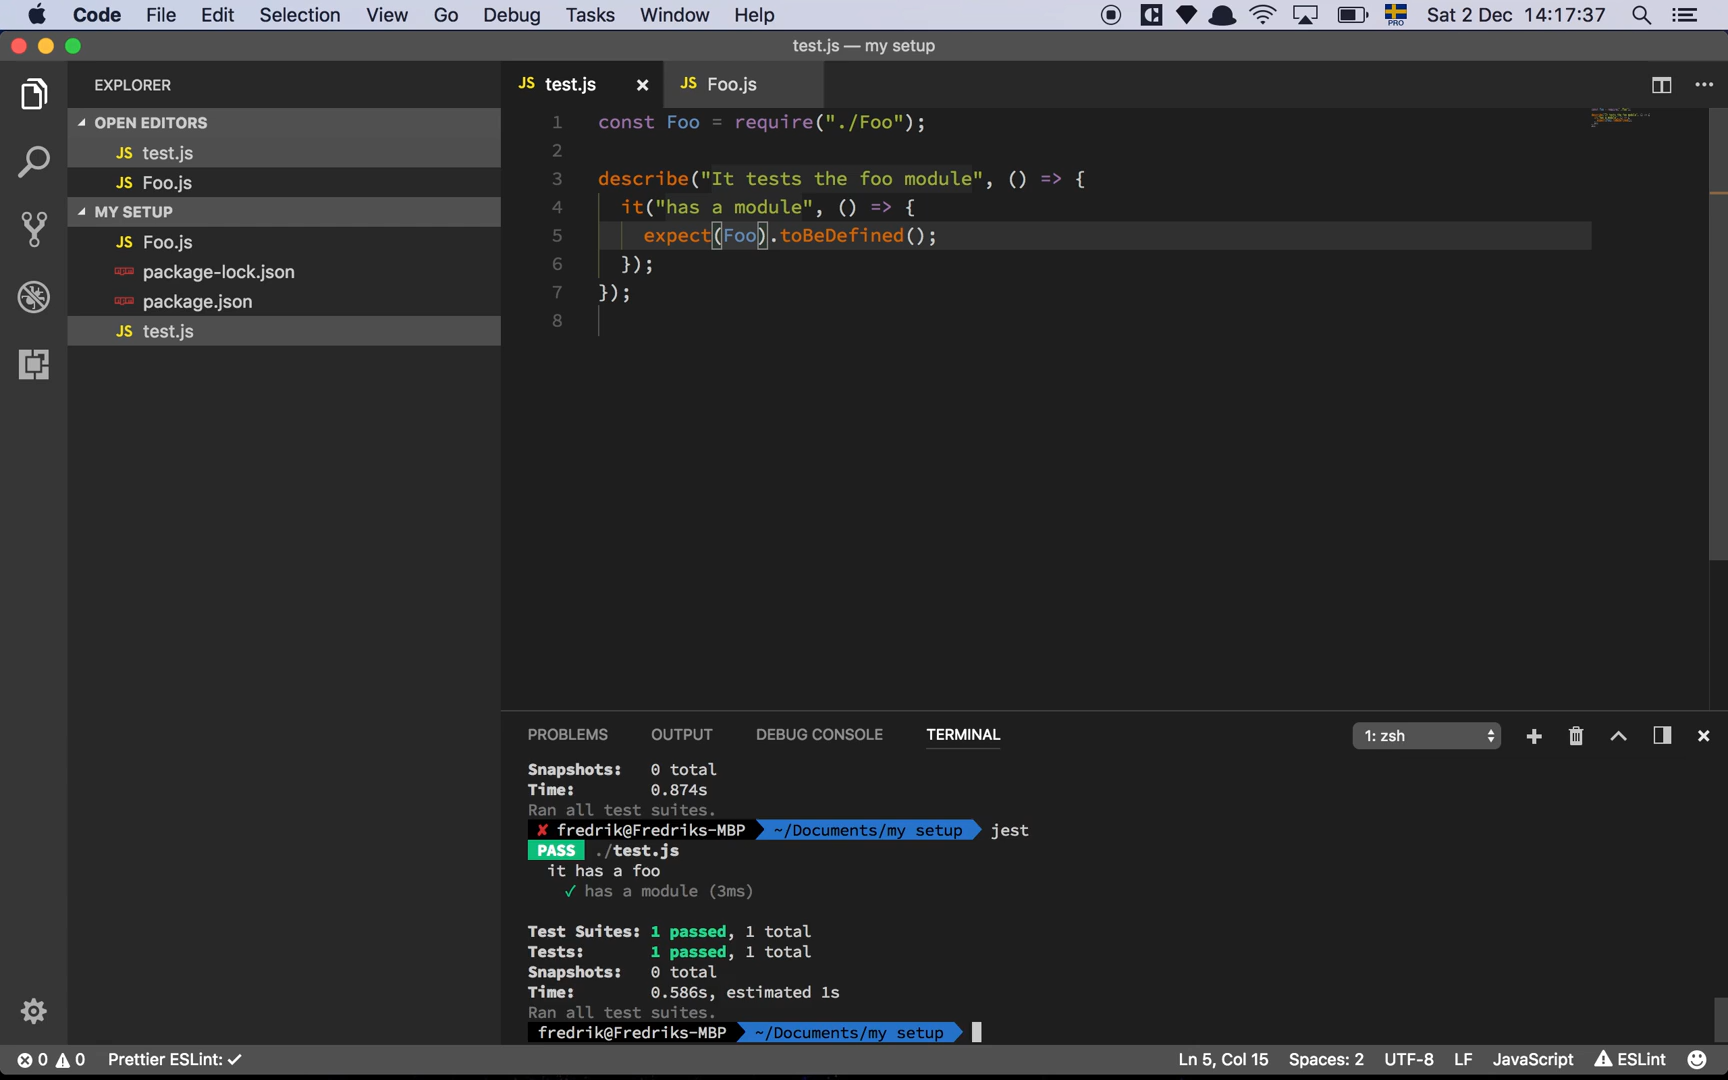 Code File Edit Selection View Go Debug Tasks Window Help PRO Sat 2 Dec 14:17:37
test.js — my setup
EXPLORER
OPEN EDITORS
JS test.js
JS Foo.js
MY SETUP
JS Foo.js
package-lock.json
package.json
JS test.js
JS test.js
JS Foo.js
1 const Foo = require("./Foo");
2
3 describe("It tests the foo module", () => {
4 it("has a module", () => {
5 expect(Foo).toBeDefined();
6 });
7 });
8
PROBLEMS OUTPUT DEBUG CONSOLE TERMINAL 1: zsh
Snapshots: 0 total
Time: 0.874s
Ran all test suites.
✘ fredrik@Fredriks-MBP ~/Documents/my setup jest
PASS ./test.js
it has a foo
✓ has a module (3ms)
Test Suites: 1 passed, 1 total
Tests: 1 passed, 1 total
Snapshots: 0 total
Time: 0.586s, estimated 1s
Ran all test suites.
fredrik@Fredriks-MBP ~/Documents/my setup
0 0 Prettier ESLint: ✓ Ln 5, Col 15 Spaces: 2 UTF-8 LF JavaScript ESLint